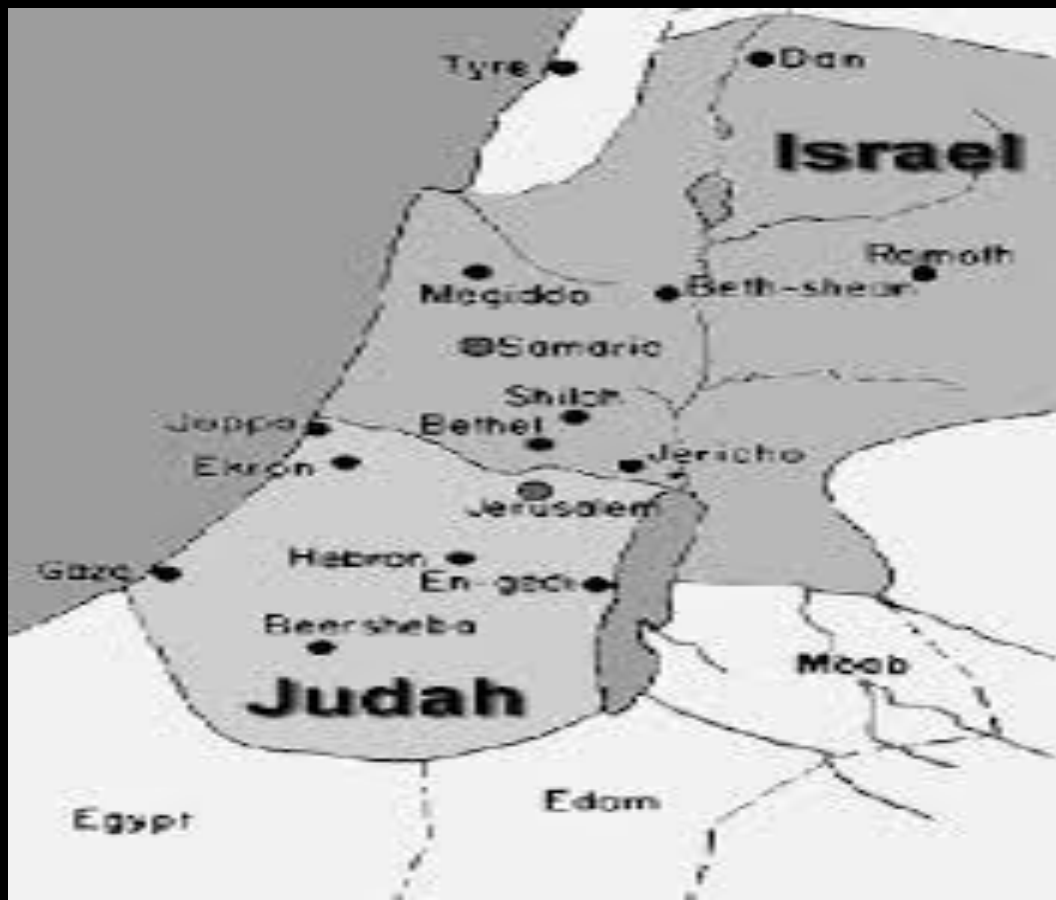 Tyre
Dan
Israel
Ramoth
Megiddo
Beth-shean
Samaria
Shiloh
Joppa
Bethel
Ekron
Jericho
Jerusalem
Hebron
Gaza
En-gedi
Beersheba
Moab
Judah
Edom
Egypt